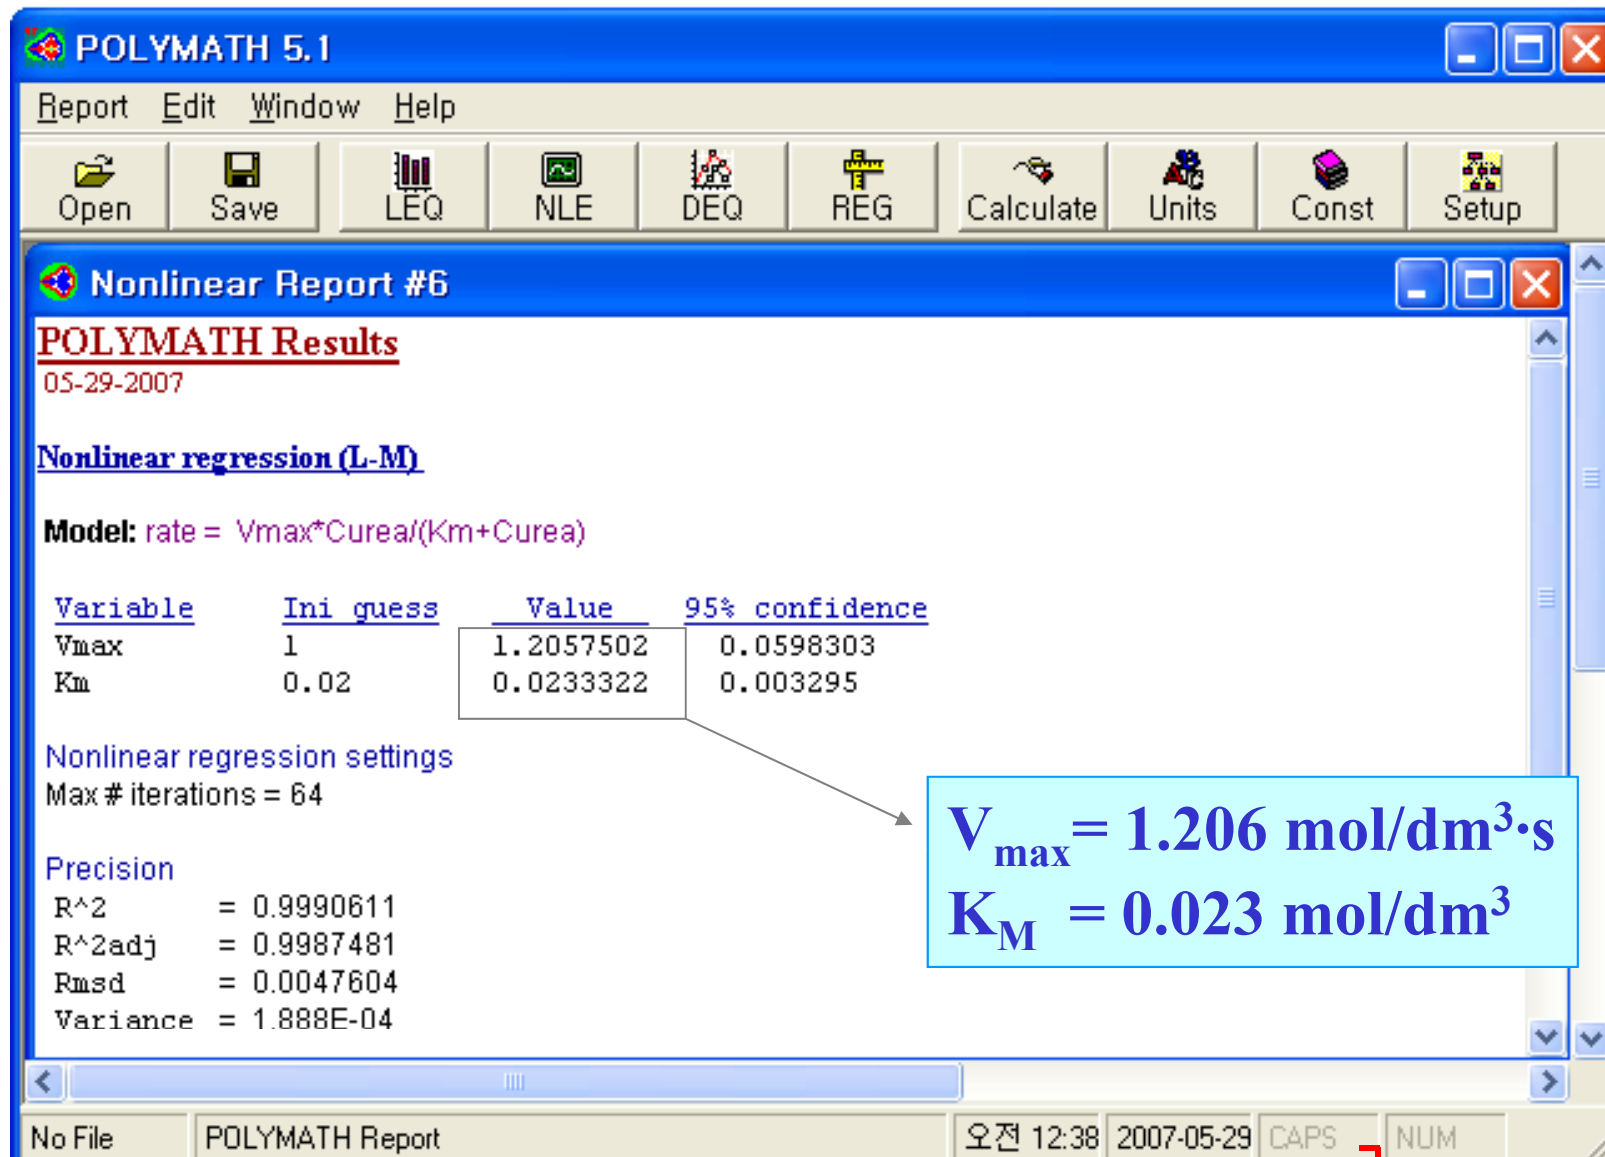 POLYMATH 5.1
Report Edit Window Help
Open Save LEQ NLE DEQ REG Calculate Units Const Setup
Nonlinear Report #6
POLYMATH Results
05-29-2007
Nonlinear regression (L-M)
Model: rate = Vmax*Curea/(Km+Curea)
Variable Ini guess Value 95% confidence
Vmax 1 1.2057502 0.0598303
Km 0.02 0.0233322 0.003295
Nonlinear regression settings
Max # iterations = 64
Precision
R^2 = 0.9990611
R^2adj = 0.9987481
Rmsd = 0.0047604
Variance = 1.888E-04
Vmax = 1.206 mol/dm³·s
KM = 0.023 mol/dm³
No File POLYMATH Report 오전 12:38 2007-05-29 CAPS NUM